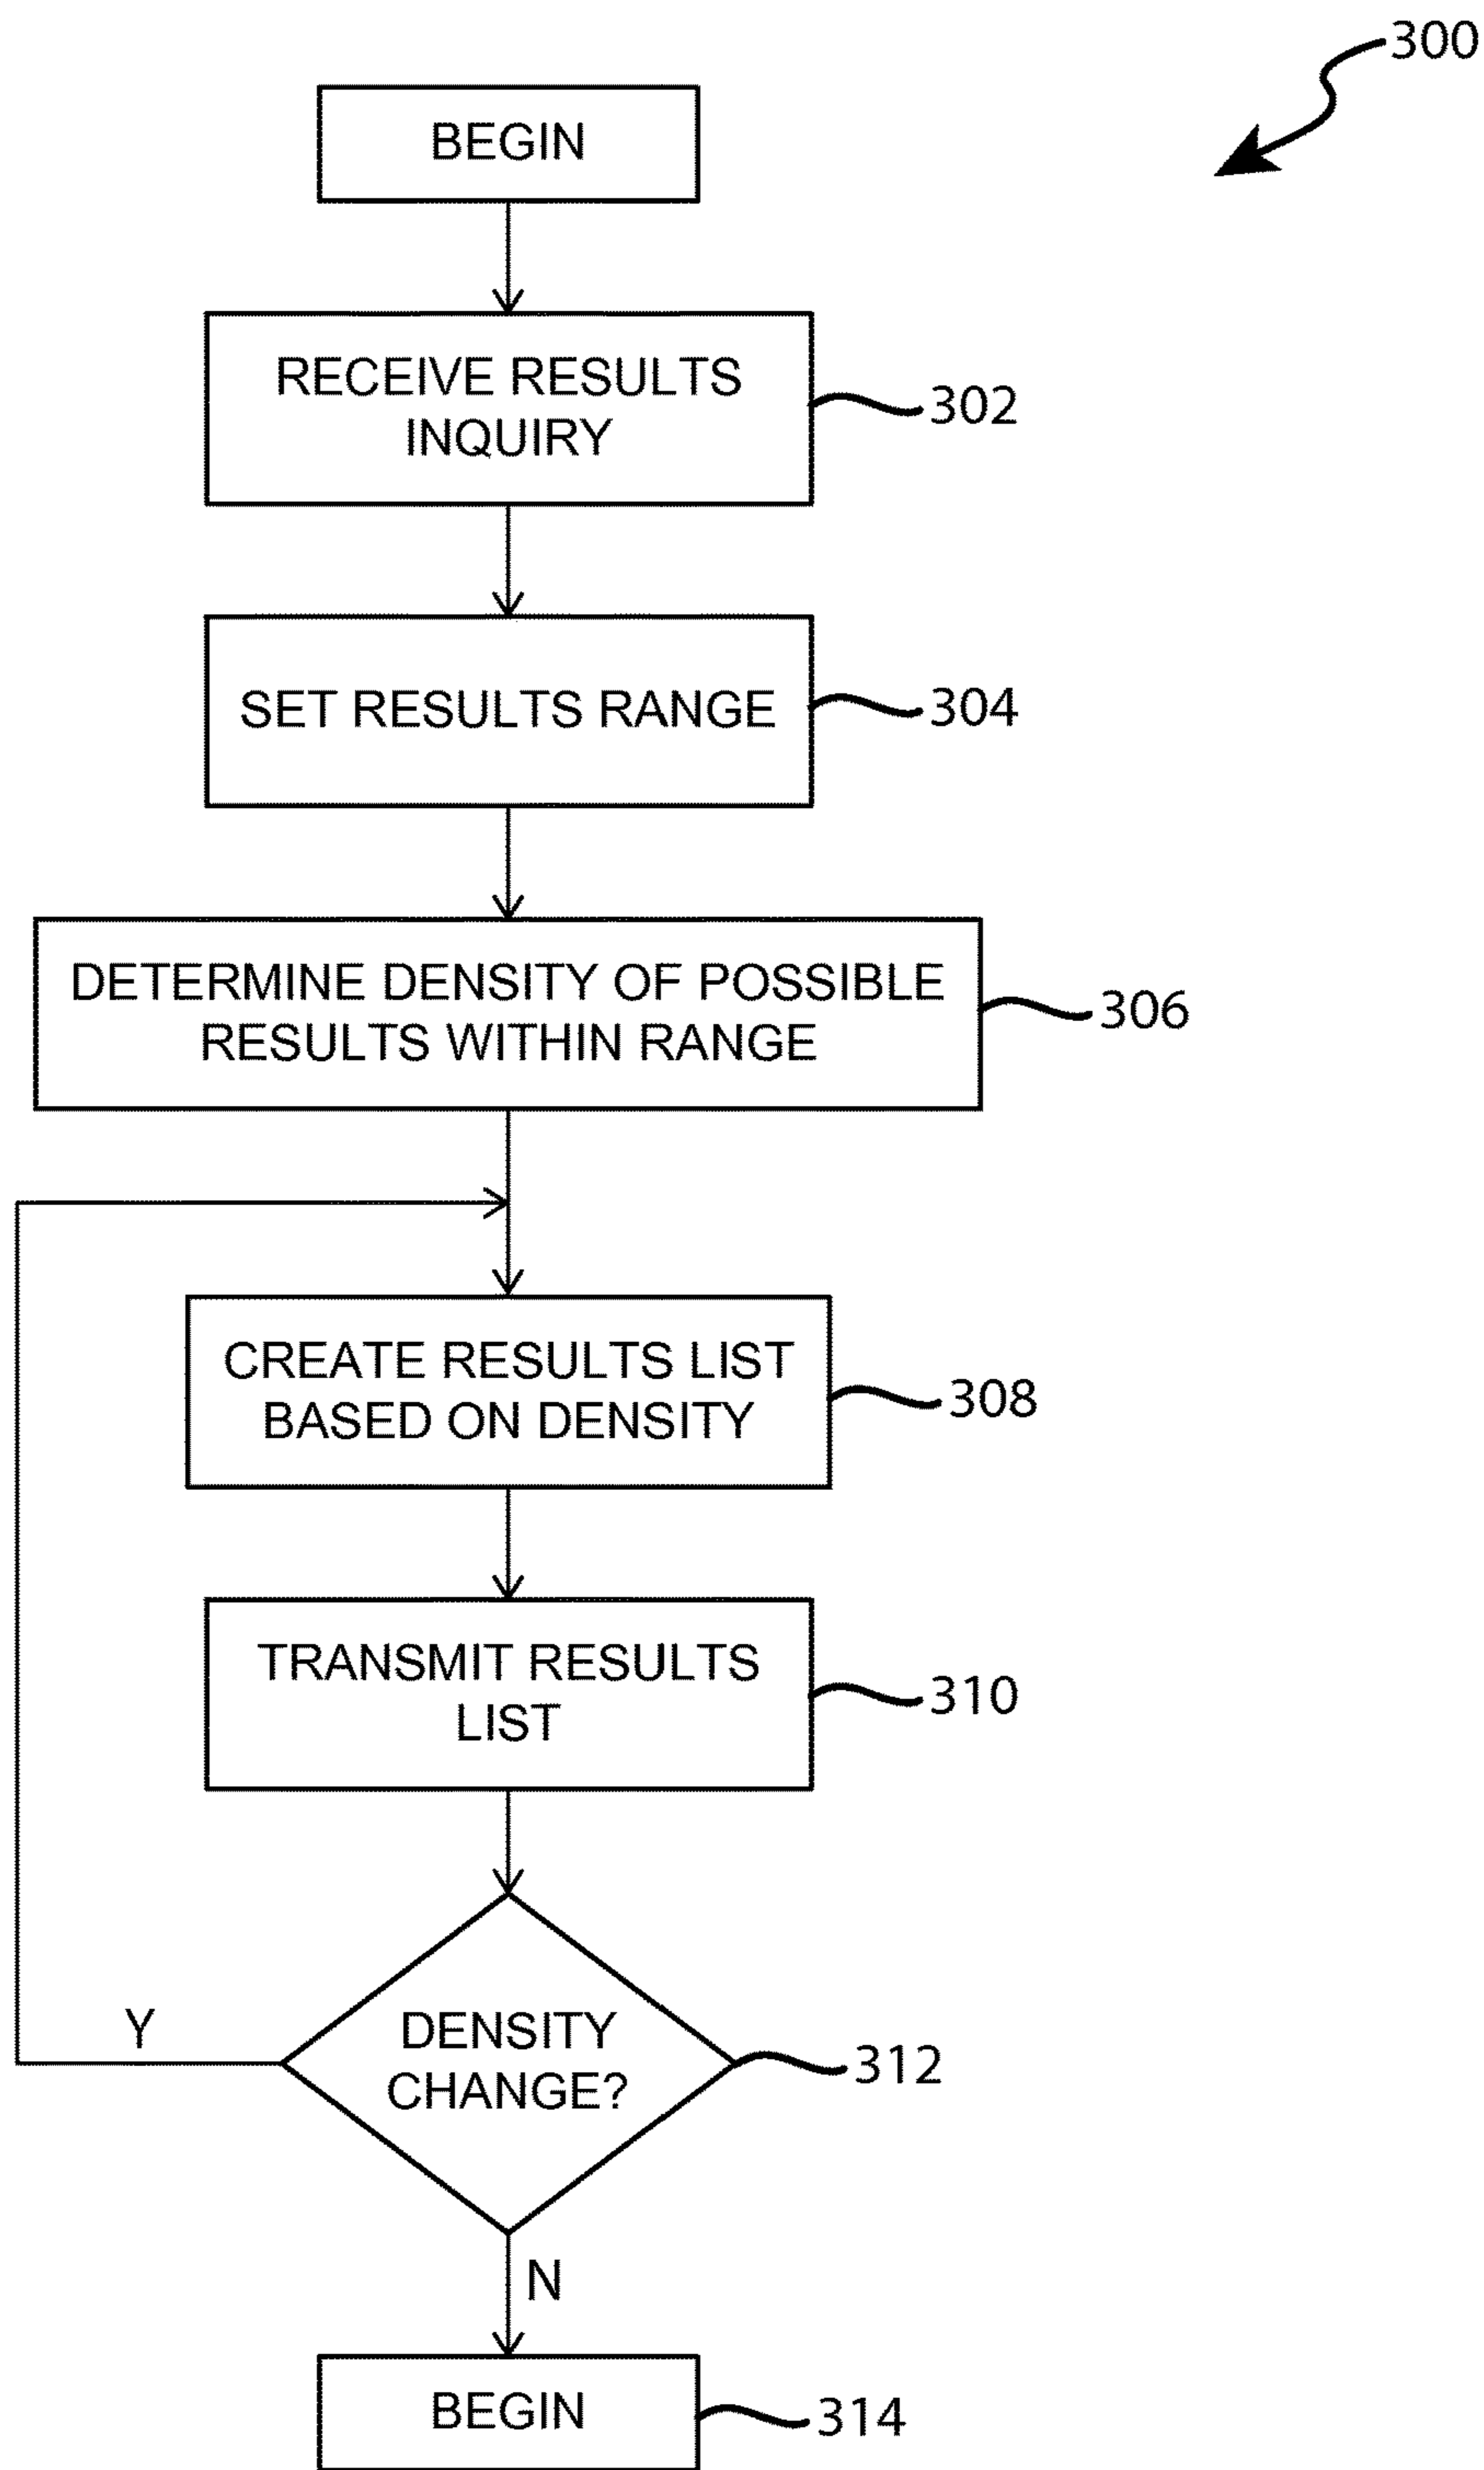 300
BEGIN
RECEIVE RESULTS
INQUIRY
302
SET RESULTS RANGE
304
DETERMINE DENSITY OF POSSIBLE
RESULTS WITHIN RANGE
306
CREATE RESULTS LIST
BASED ON DENSITY
308
TRANSMIT RESULTS
LIST
310
Y
DENSITY
CHANGE?
312
N
BEGIN
314